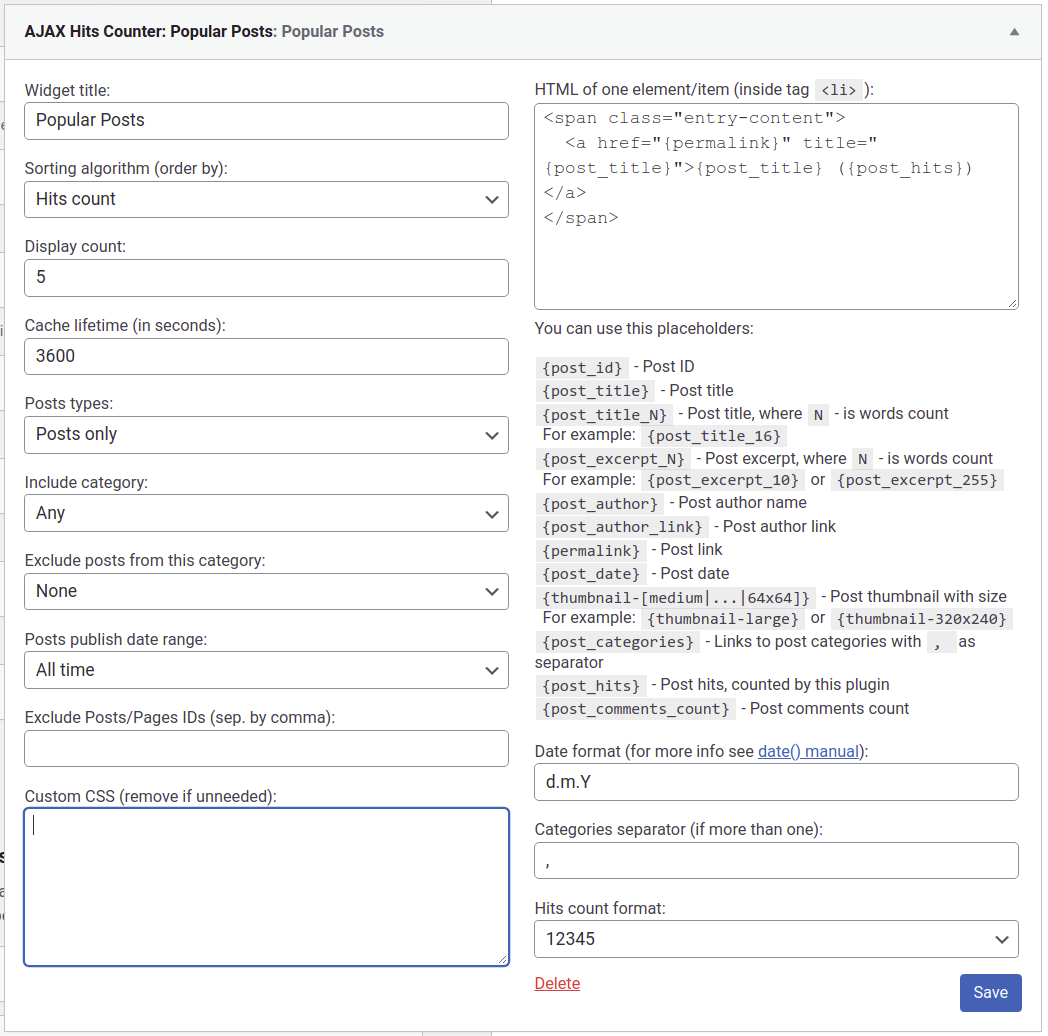 AJAX Hits Counter: Popular Posts: Popular Posts
Widget title:
Popular Posts
Sorting algorithm (order by):
Hits count
Display count:
5
Cache lifetime (in seconds):
3600
Posts types:
Posts only
Include category:
Any
Exclude posts from this category:
None
Posts publish date range:
All time
Exclude Posts/Pages IDs (sep. by comma):
Custom CSS (remove if unneeded):
HTML of one element/item (inside tag <li> ):
<span class="entry-content">
  <a href="{permalink}" title="
{post_title}">{post_title} ({post_hits})
</a>
</span>
You can use this placeholders:
{post_id} - Post ID
{post_title} - Post title
{post_title_N} - Post title, where N - is words count
For example: {post_title_16}
{post_excerpt_N} - Post excerpt, where N - is words count
For example: {post_excerpt_10} or {post_excerpt_255}
{post_author} - Post author name
{post_author_link} - Post author link
{permalink} - Post link
{post_date} - Post date
{thumbnail-[medium|...|64x64]} - Post thumbnail with size
For example: {thumbnail-large} or {thumbnail-320x240}
{post_categories} - Links to post categories with , as
separator
{post_hits} - Post hits, counted by this plugin
{post_comments_count} - Post comments count
Date format (for more info see date() manual):
d.m.Y
Categories separator (if more than one):
,
Hits count format:
12345
Delete
Save